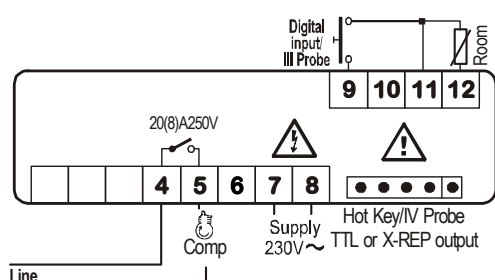 Digital
input/
III Probe
Room
9 10 11 12
20(8)A250V
4 5 6 7 8
Comp
Supply
230V~
Hot Key/IV Probe
TTL or X-REP output
Line